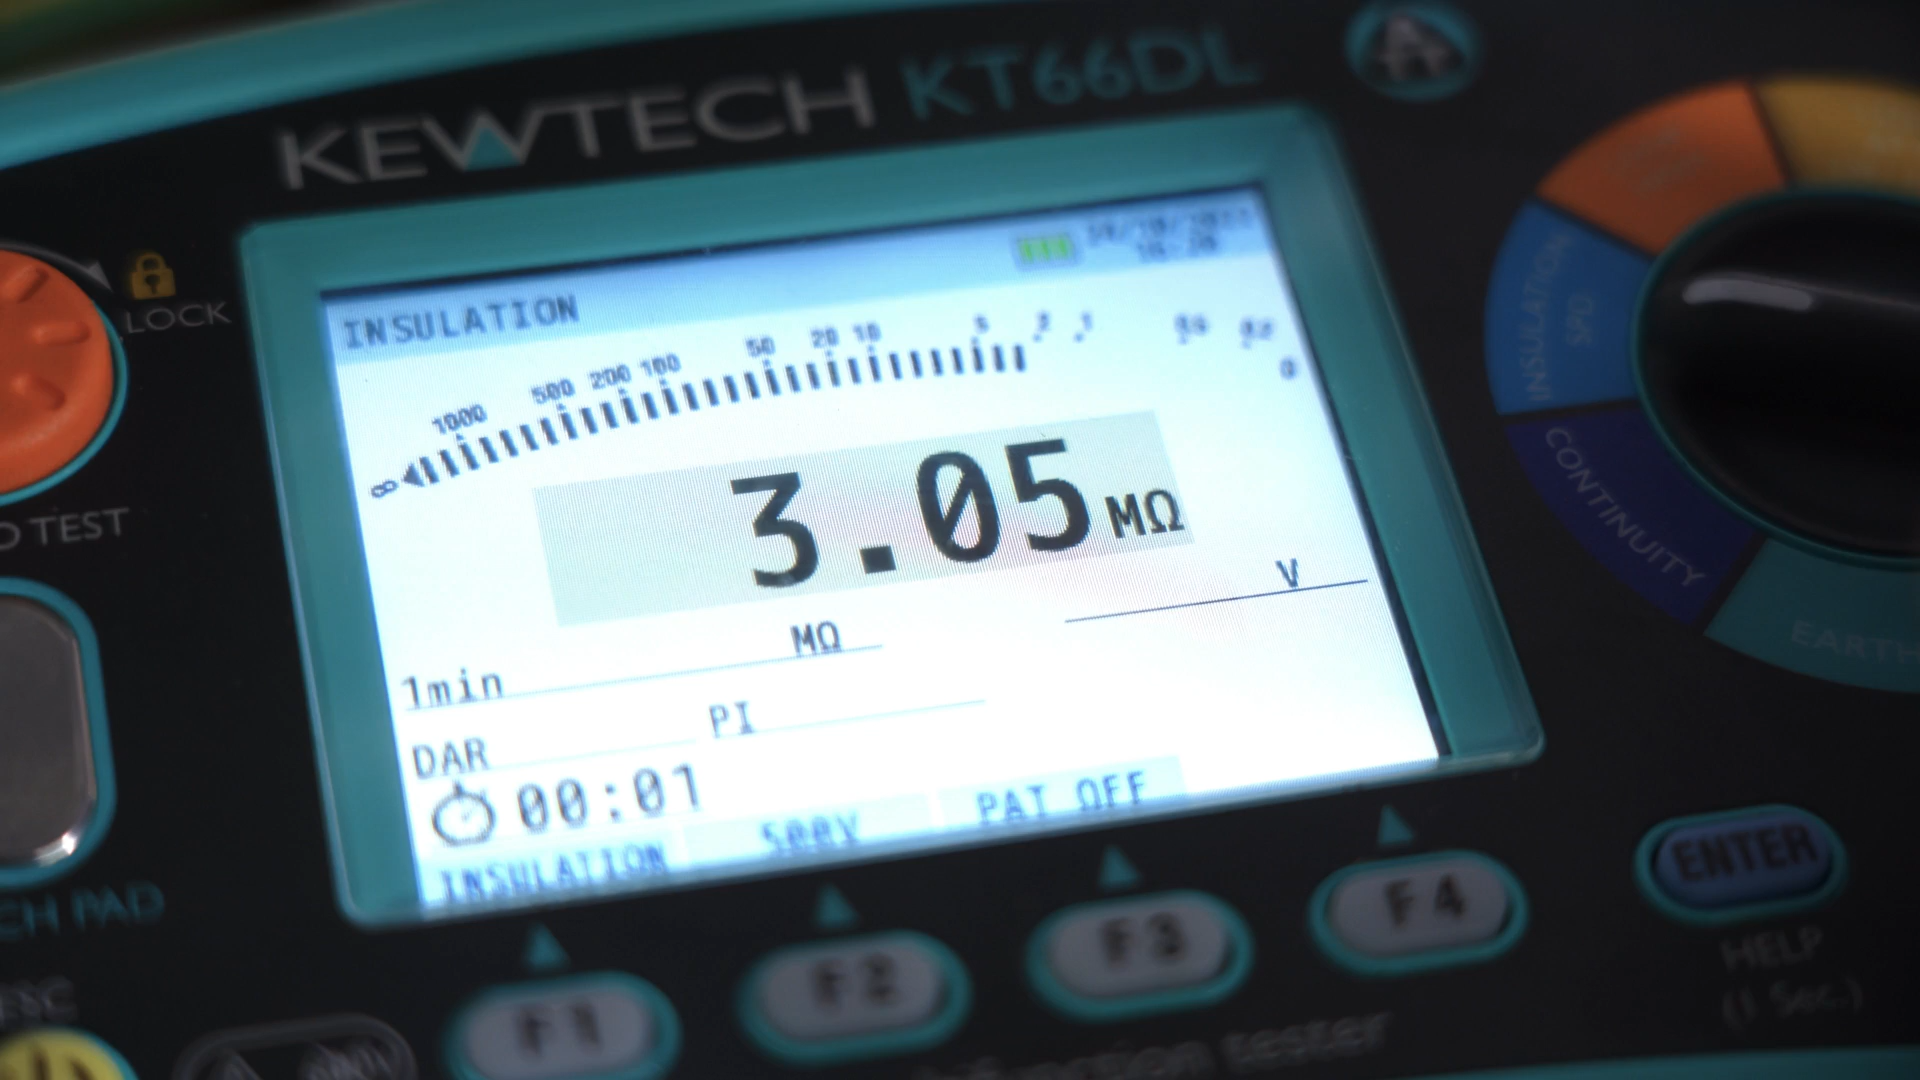 KEWTECH KT66DL
LOCK
INSULATION
∞ 1000 500 200 100 50 20 10 5 2 1 0
3.05 MΩ
V
1min MΩ
DAR PI
00:01
INSULATION 500V PAT OFF
TEST
CH PAD
F1 F2 F3 F4
ENTER
HELP
(1 Sec.)
ESC
INSULATION
SPD
CONTINUITY
EARTH
tester